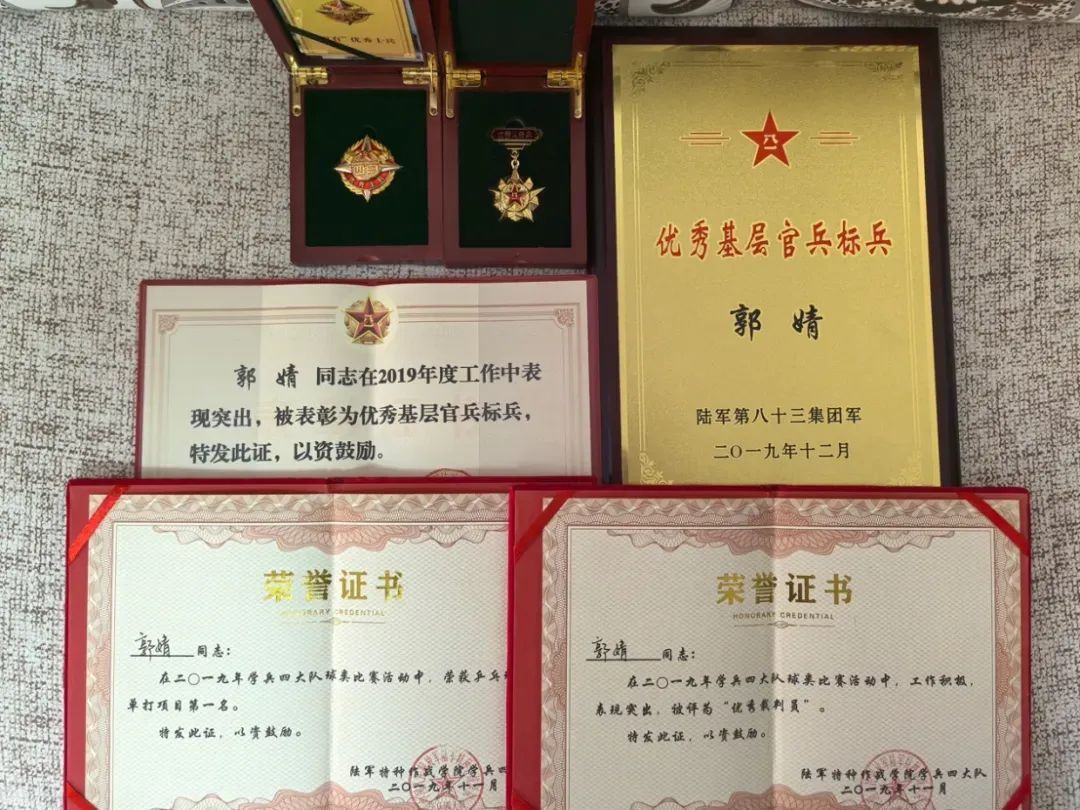 优秀士兵
优秀基层官兵标兵
郭婧
陆军第八十三集团军
二〇一九年十二月
郭婧 同志在2019年度工作中表
现突出，被表彰为优秀基层官兵标兵，
特发此证，以资鼓励。
荣誉证书
HONORARY CREDENTIAL
郭婧 同志：
在二〇一九年学兵四大队球类比赛活动中，荣获乒乓
单打项目第一名。
特发此证，以资鼓励。
陆军特种作战学院学兵四
二〇一九年十一月
荣誉证书
HONORARY CREDENTIAL
郭婧 同志：
在二〇一九年学兵四大队球类比赛活动中，工作积极，
表现突出，被评为“优秀裁判员”。
特发此证，以资鼓励。
陆军特种作战学院学兵四大队
二〇一九年十一月